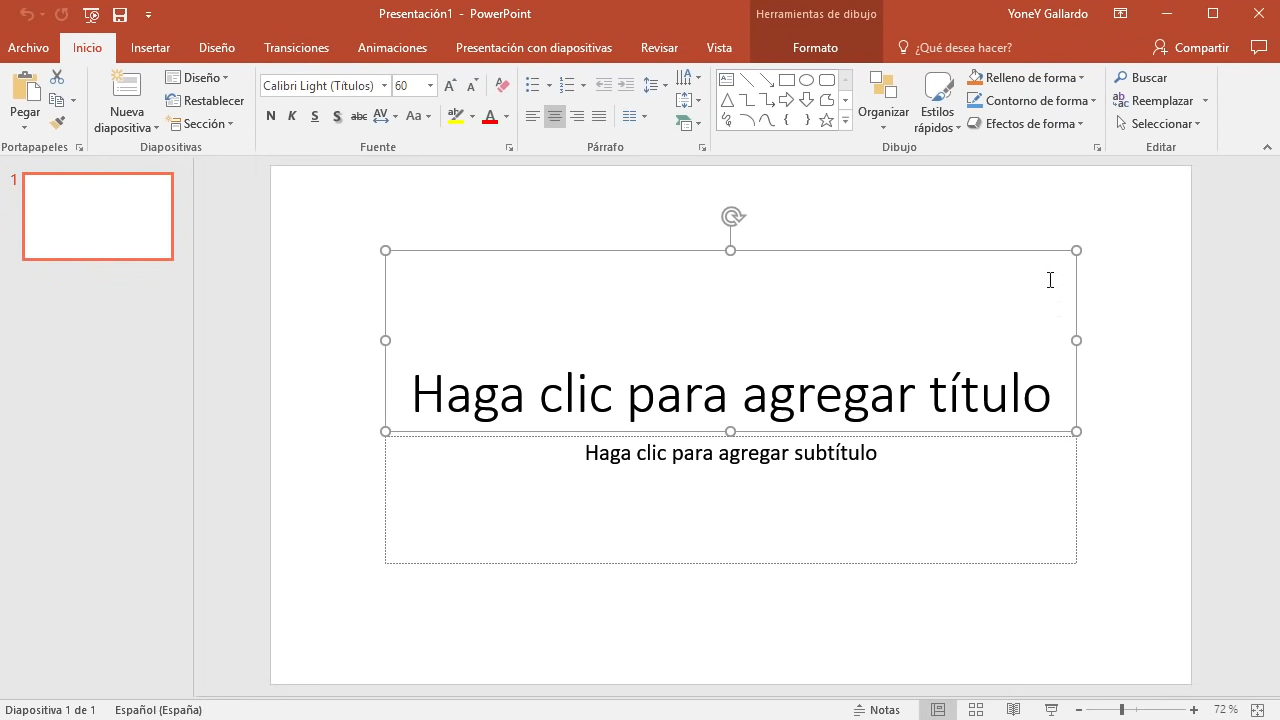 Presentación1 - PowerPoint
Herramientas de dibujo
YoneY Gallardo
Archivo Inicio Insertar Diseño Transiciones Animaciones Presentación con diapositivas Revisar Vista Formato ¿Qué desea hacer? Compartir
Pegar
Nueva diapositiva
Diseño
Restablecer
Sección
Calibri Light (Títulos) 60
N K S S abc AV Aa A
Organizar
Estilos rápidos
Relleno de forma
Contorno de forma
Efectos de forma
Buscar
Reemplazar
Seleccionar
Portapapeles Diapositivas Fuente Párrafo Dibujo Editar
1
Haga clic para agregar título
Haga clic para agregar subtítulo
Diapositiva 1 de 1 Español (España) Notas 72 %